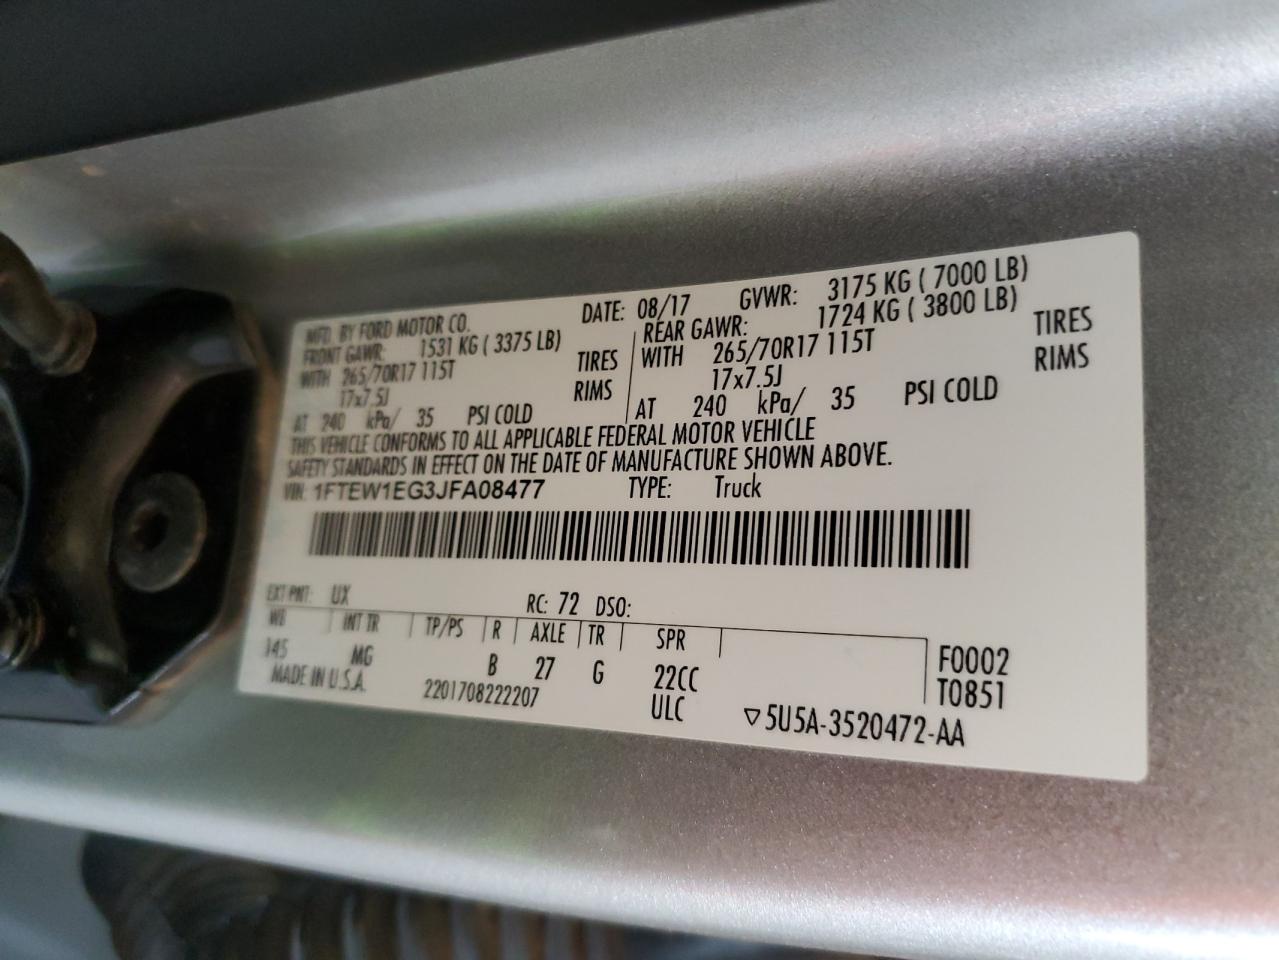 MFD. BY FORD MOTOR CO. DATE: 08/17 GVWR: 3175 KG ( 7000 LB)
FRONT GAWR: 1531 KG ( 3375 LB) REAR GAWR: 1724 KG ( 3800 LB)
WITH 265/70R17 115T TIRES WITH 265/70R17 115T TIRES
17x7.5J RIMS 17x7.5J RIMS
AT 240 kPa/ 35 PSI COLD AT 240 kPa/ 35 PSI COLD
THIS VEHICLE CONFORMS TO ALL APPLICABLE FEDERAL MOTOR VEHICLE
SAFETY STANDARDS IN EFFECT ON THE DATE OF MANUFACTURE SHOWN ABOVE.
VIN: 1FTEW1EG3JFA08477 TYPE: Truck
EXT PNT: UX RC: 72 DSO:
WB INT TR TP/PS R AXLE TR SPR
145 MG B 27 G 22CC F0002
MADE IN U.S.A. 2201708222207 ULC T0851
▽5U5A-3520472-AA